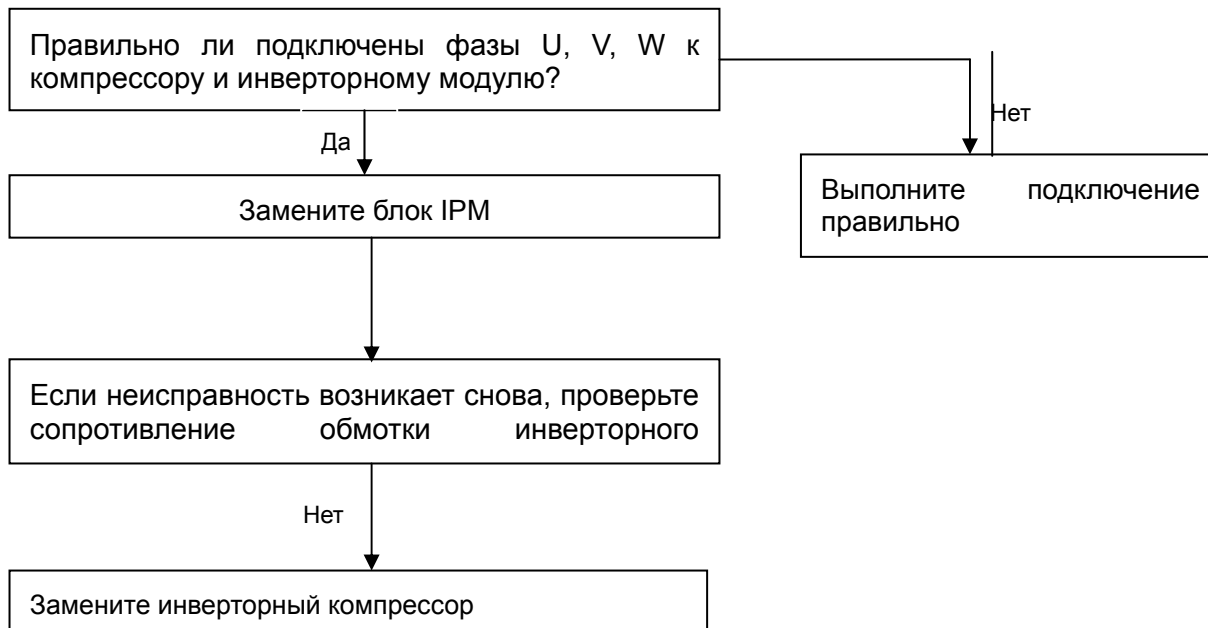 Правильно ли подключены фазы U, V, W к
компрессору и инверторному модулю?
Нет
Да
Выполните подключение
правильно
Замените блок IPM
Если неисправность возникает снова, проверьте
сопротивление обмотки инверторного
Нет
Замените инверторный компрессор